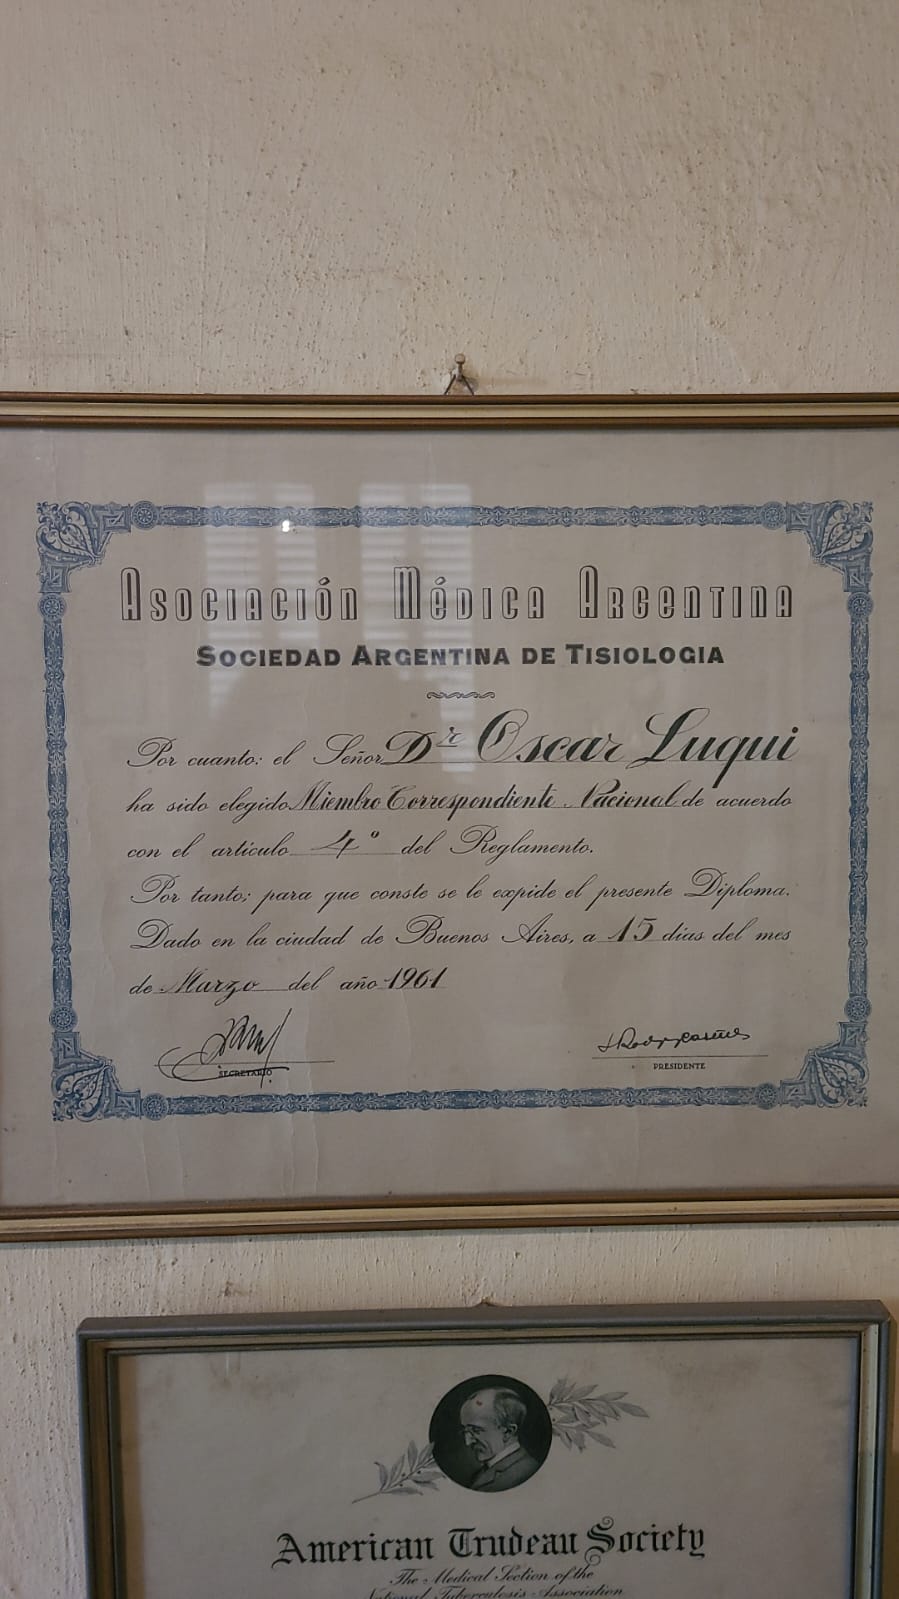 Asociación Médica Argentina
Sociedad Argentina de Tisiologia
Por cuanto: el Señor Dr Oscar Luqui
ha sido elegido Miembro Correspondiente Nacional de acuerdo
con el artículo 4º del Reglamento.
Por tanto; para que conste se le expide el presente Diploma.
Dado en la ciudad de Buenos Aires, a 15 días del mes
de Marzo del año 1961
SECRETARIO
PRESIDENTE
American Trudeau Society
The Medical Section of the
National Tuberculosis Association